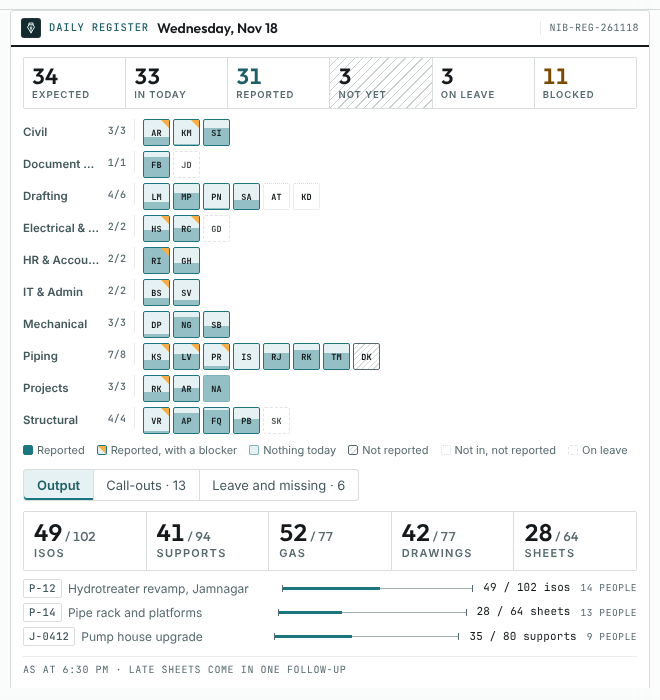 DAILY REGISTER Wednesday, Nov 18 NIB-REG-261118
34 33 31 3 3 11
EXPECTED IN TODAY REPORTED NOT YET ON LEAVE BLOCKED
Civil 3/3 AR KM SI
Document ... 1/1 FB JD
Drafting 4/6 LM MP PN SA AT KD
Electrical & ... 2/2 HS RC GD
HR & Accou... 2/2 RI GH
IT & Admin 2/2 BS SV
Mechanical 3/3 DP NG SB
Piping 7/8 KS LV PR IS RJ RK TM DK
Projects 3/3 RK AR NA
Structural 4/4 VR AP FQ PB SK
Reported Reported, with a blocker Nothing today Not reported Not in, not reported On leave
Output Call-outs · 13 Leave and missing · 6
49 / 102 41 / 94 52 / 77 42 / 77 28 / 64
ISOS SUPPORTS GAS DRAWINGS SHEETS
P-12 Hydrotreater revamp, Jamnagar 49 / 102 isos 14 PEOPLE
P-14 Pipe rack and platforms 28 / 64 sheets 13 PEOPLE
J-0412 Pump house upgrade 35 / 80 supports 9 PEOPLE
AS AT 6:30 PM · LATE SHEETS COME IN ONE FOLLOW-UP